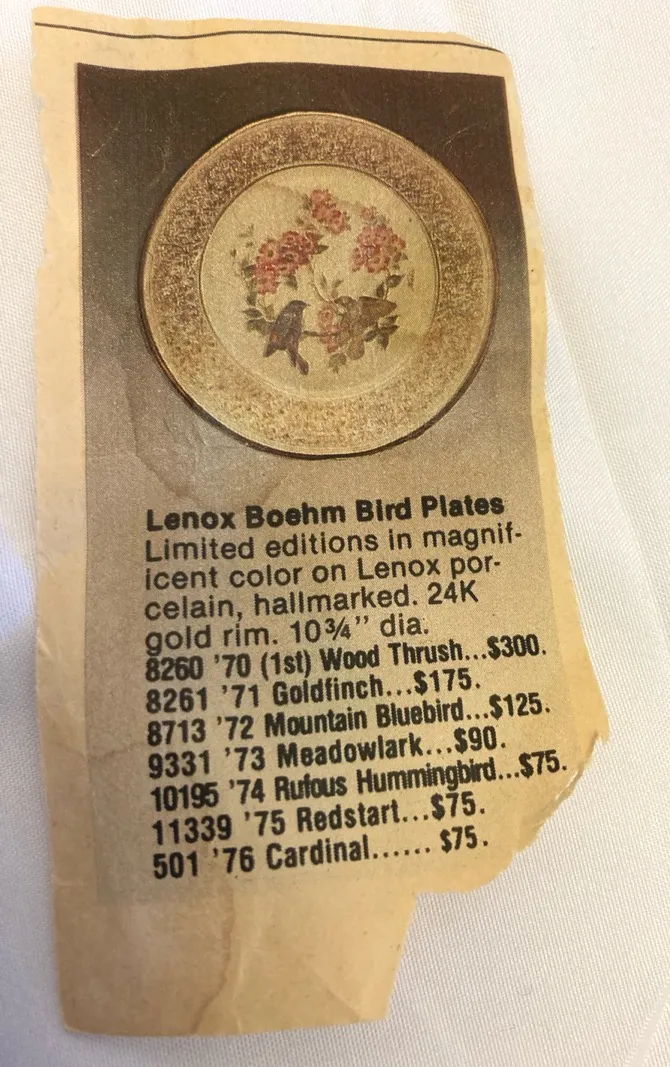 Lenox Boehm Bird Plates
Limited editions in magnif-
icent color on Lenox por-
celain, hallmarked. 24K
gold rim. 10¾" dia.
8260 '70 (1st) Wood Thrush...$300.
8261 '71 Goldfinch...$175.
8713 '72 Mountain Bluebird...$125.
9331 '73 Meadowlark...$90.
10195 '74 Rufous Hummingbird...$75.
11339 '75 Redstart...$75.
501 '76 Cardinal...... $75.